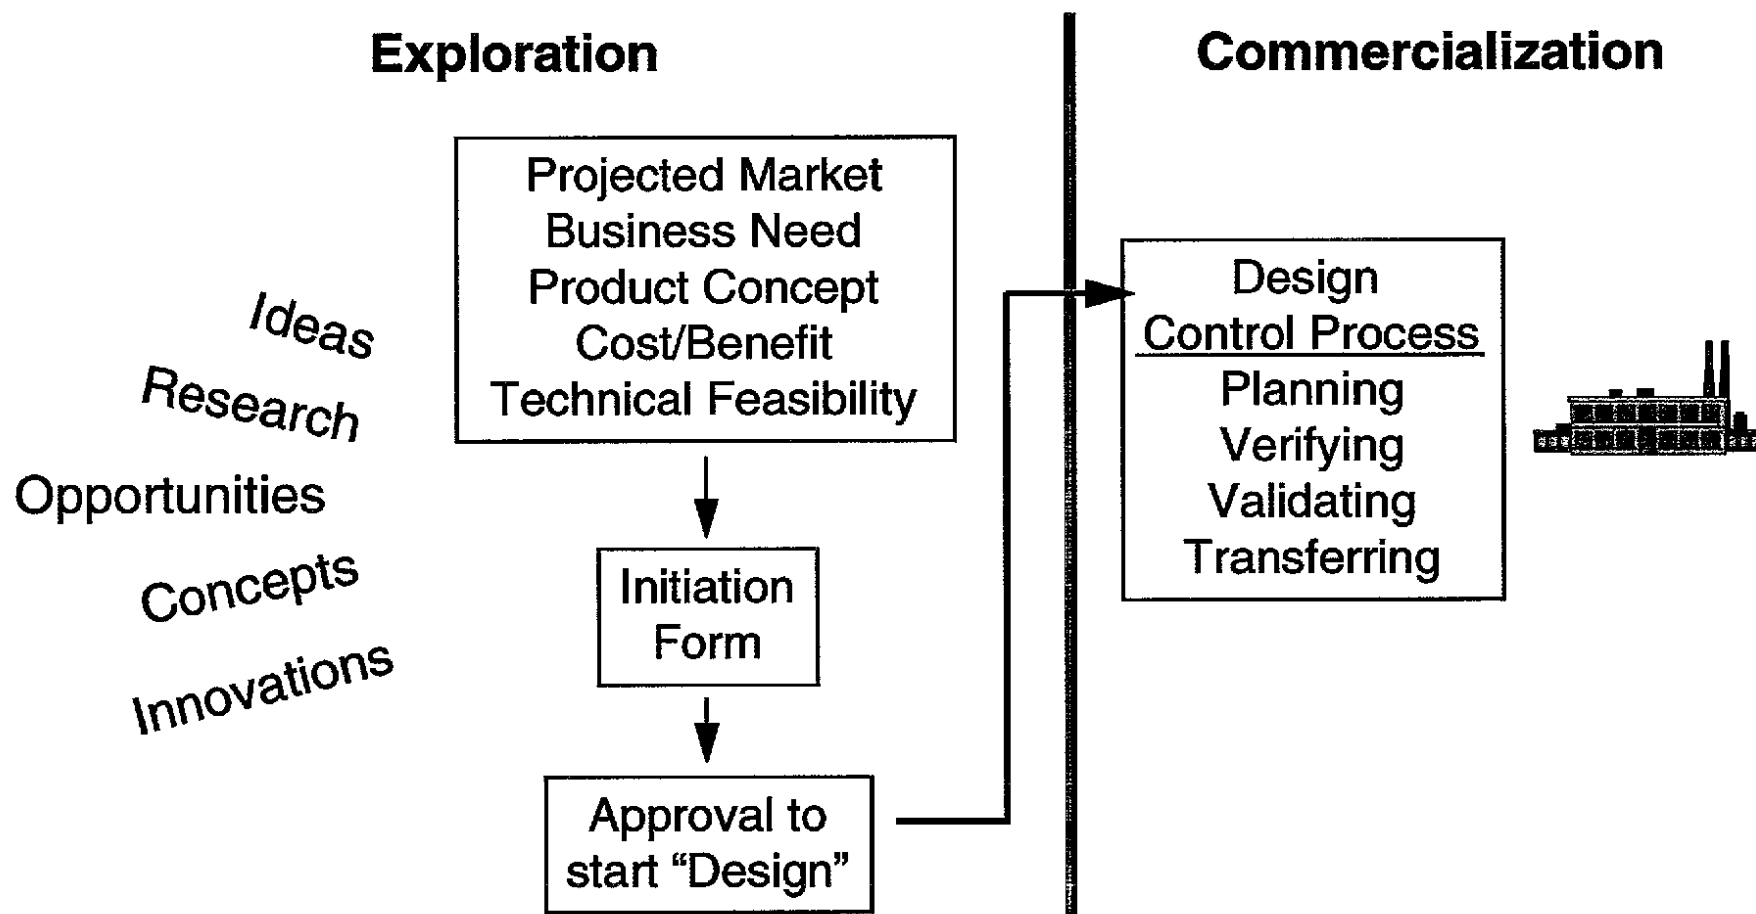 Exploration
Commercialization
Projected Market
Business Need
Product Concept
Cost/Benefit
Technical Feasibility
Ideas
Research
Opportunities
Concepts
Innovations
Initiation
Form
Approval to
start “Design”
Design
Control Process
Planning
Verifying
Validating
Transferring